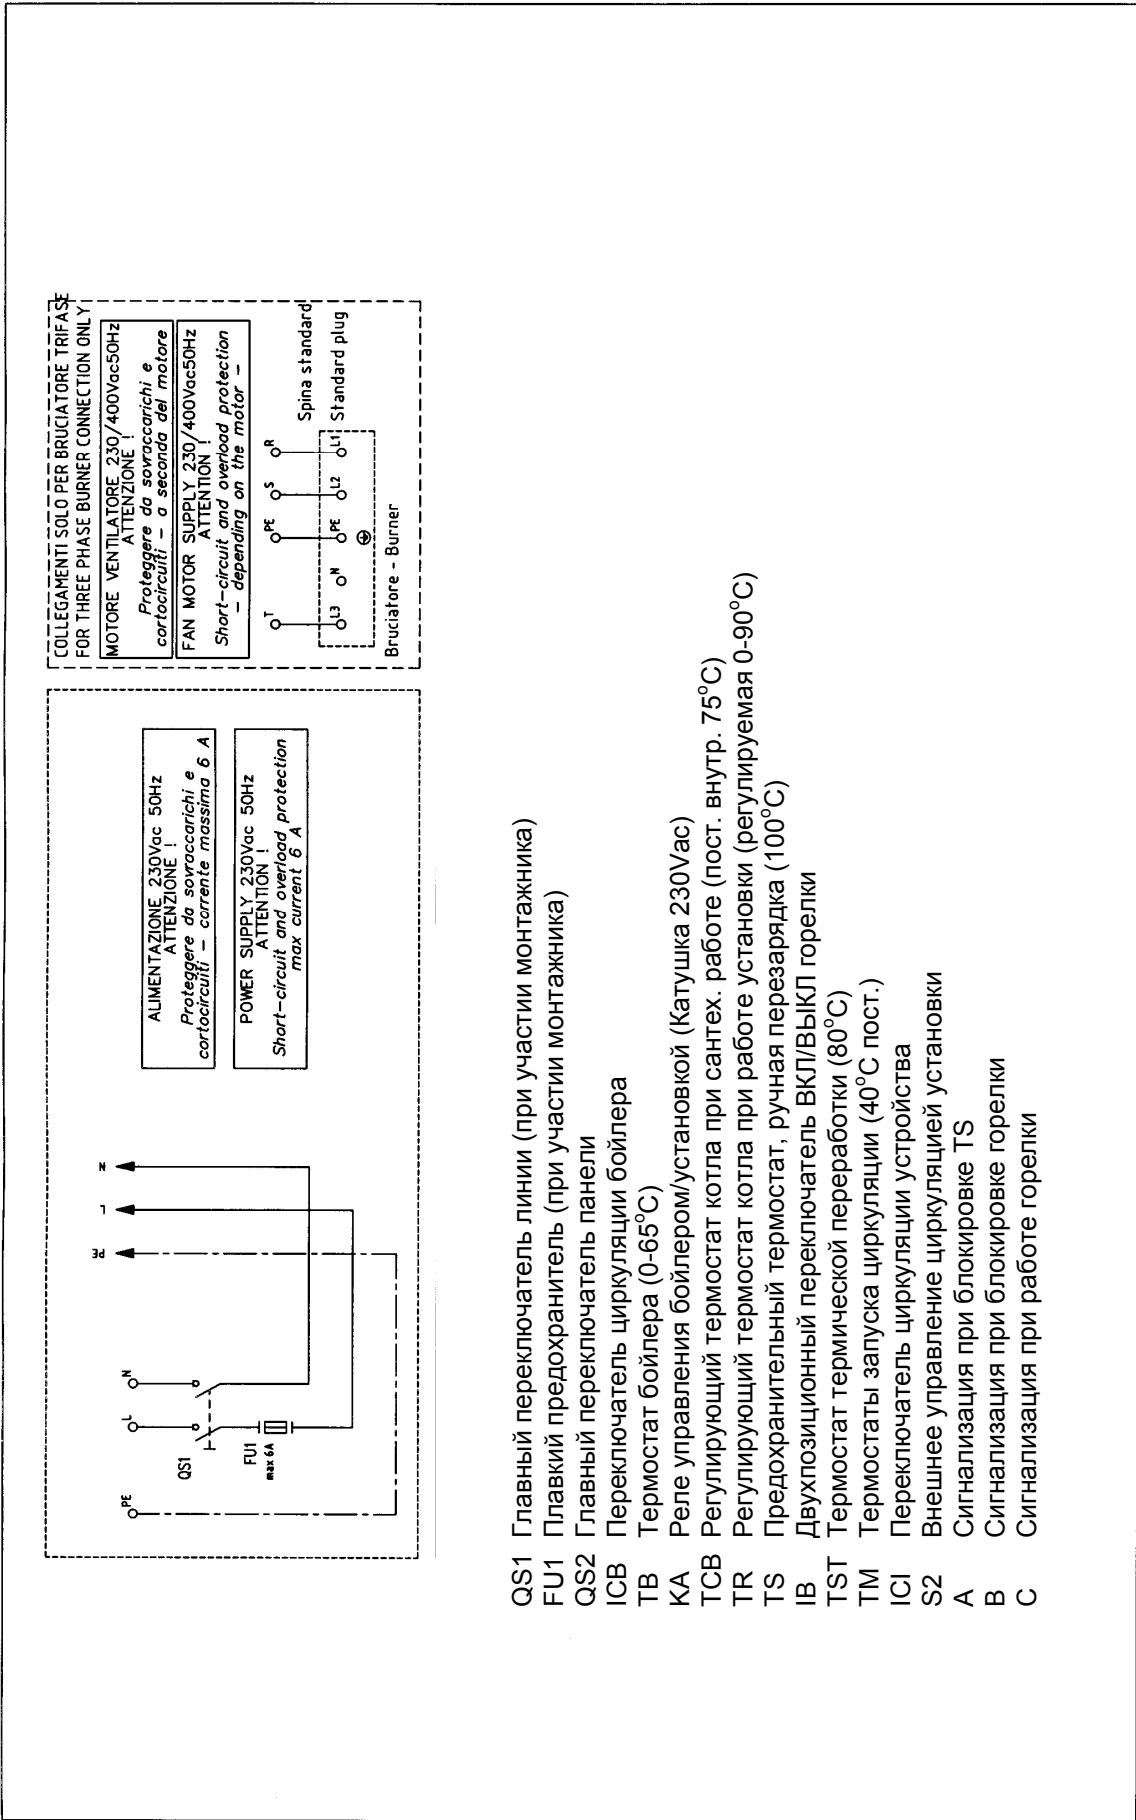 PE
L
N
QS1
FU1
max 6A
PE
L
N
ALIMENTAZIONE 230Vac 50Hz
ATTENZIONE !
Proteggere da sovraccarichi e
cortocircuiti – corrente massima 6 A
POWER SUPPLY 230Vac 50Hz
ATTENTION !
Short-circuit and overload protection
max current 6 A
COLLEGAMENTI SOLO PER BRUCIATORE TRIFASE
FOR THREE PHASE BURNER CONNECTION ONLY
MOTORE VENTILATORE 230/400Vac50Hz
ATTENZIONE !
Proteggere da sovraccarichi e
cortocircuiti – a seconda del motore
FAN MOTOR SUPPLY 230/400Vac50Hz
ATTENTION !
Short-circuit and overload protection
– depending on the motor –
T PE S R
Spina standard
L3 N PE L2 L1 Standard plug
Bruciatore - Burner
QS1 Главный переключатель линии (при участии монтажника)
FU1 Плавкий предохранитель (при участии монтажника)
QS2 Главный переключатель панели
ICB Переключатель циркуляции бойлера
TB Термостат бойлера (0-65°C)
KA Реле управления бойлером/установкой (Катушка 230Vac)
TCB Регулирующий термостат котла при сантех. работе (пост. внутр. 75°C)
TR Регулирующий термостат котла при работе установки (регулируемая 0-90°C)
TS Предохранительный термостат, ручная перезарядка (100°C)
IB Двухпозиционный переключатель ВКЛ/ВЫКЛ горелки
TST Термостат термической переработки (80°C)
TM Термостаты запуска циркуляции (40°C пост.)
ICI Переключатель циркуляции устройства
S2 Внешнее управление циркуляцией установки
A Сигнализация при блокировке TS
B Сигнализация при блокировке горелки
C Сигнализация при работе горелки